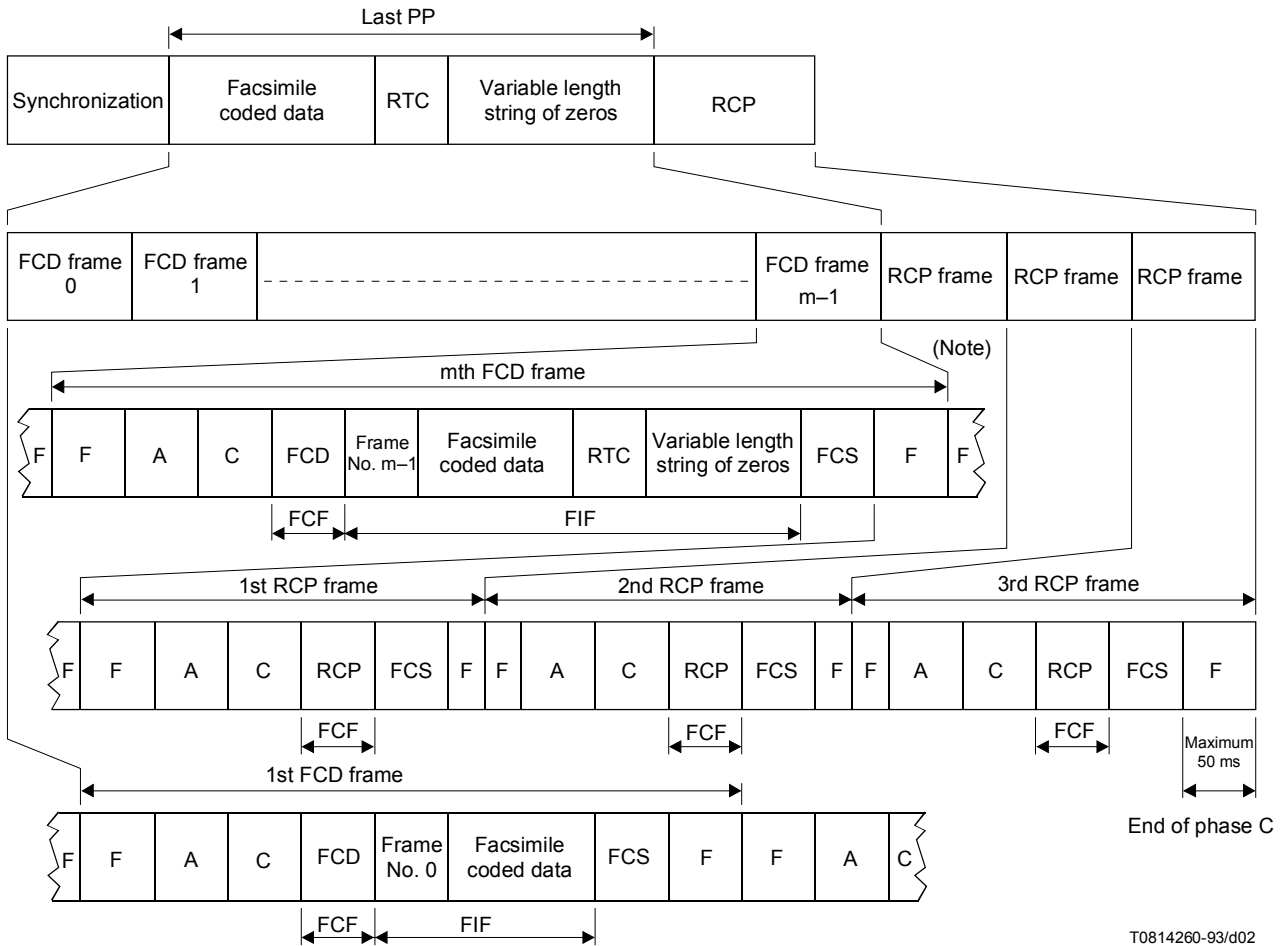 Last PP
Synchronization
Facsimile
coded data
RTC
Variable length
string of zeros
RCP
FCD frame
0
FCD frame
1
FCD frame
m–1
RCP frame
RCP frame
RCP frame
(Note)
mth FCD frame
F
F
A
C
FCD
Frame
No. m–1
Facsimile
coded data
RTC
Variable length
string of zeros
FCS
F
F
FCF
FIF
1st RCP frame
2nd RCP frame
3rd RCP frame
F
F
A
C
RCP
FCS
F
F
A
C
RCP
FCS
F
F
A
C
RCP
FCS
F
FCF
FCF
FCF
Maximum
50 ms
End of phase C
1st FCD frame
F
F
A
C
FCD
Frame
No. 0
Facsimile
coded data
FCS
F
F
A
C
FCF
FIF
T0814260-93/d02